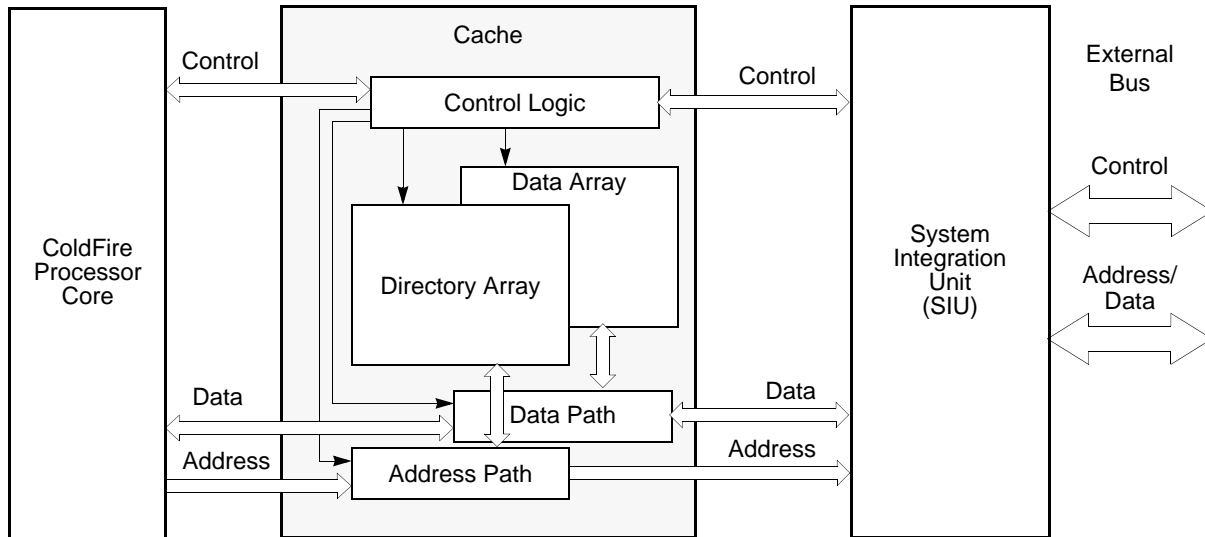 Cache
Control
Control
External
Bus
Control Logic
Control
Data Array
ColdFire
Processor
Core
System
Integration
Unit
(SIU)
Directory Array
Address/
Data
Data
Data
Data Path
Address
Address
Address Path